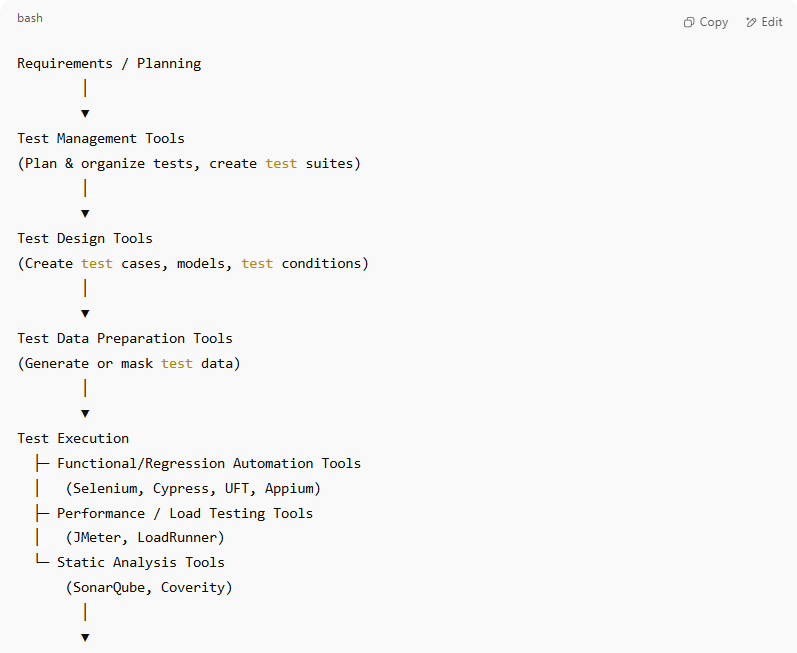 bash
Copy Edit
Requirements / Planning
│
▼
Test Management Tools
(Plan & organize tests, create test suites)
│
▼
Test Design Tools
(Create test cases, models, test conditions)
│
▼
Test Data Preparation Tools
(Generate or mask test data)
│
▼
Test Execution
├─ Functional/Regression Automation Tools
│ (Selenium, Cypress, UFT, Appium)
├─ Performance / Load Testing Tools
│ (JMeter, LoadRunner)
└─ Static Analysis Tools
(SonarQube, Coverity)
│
▼